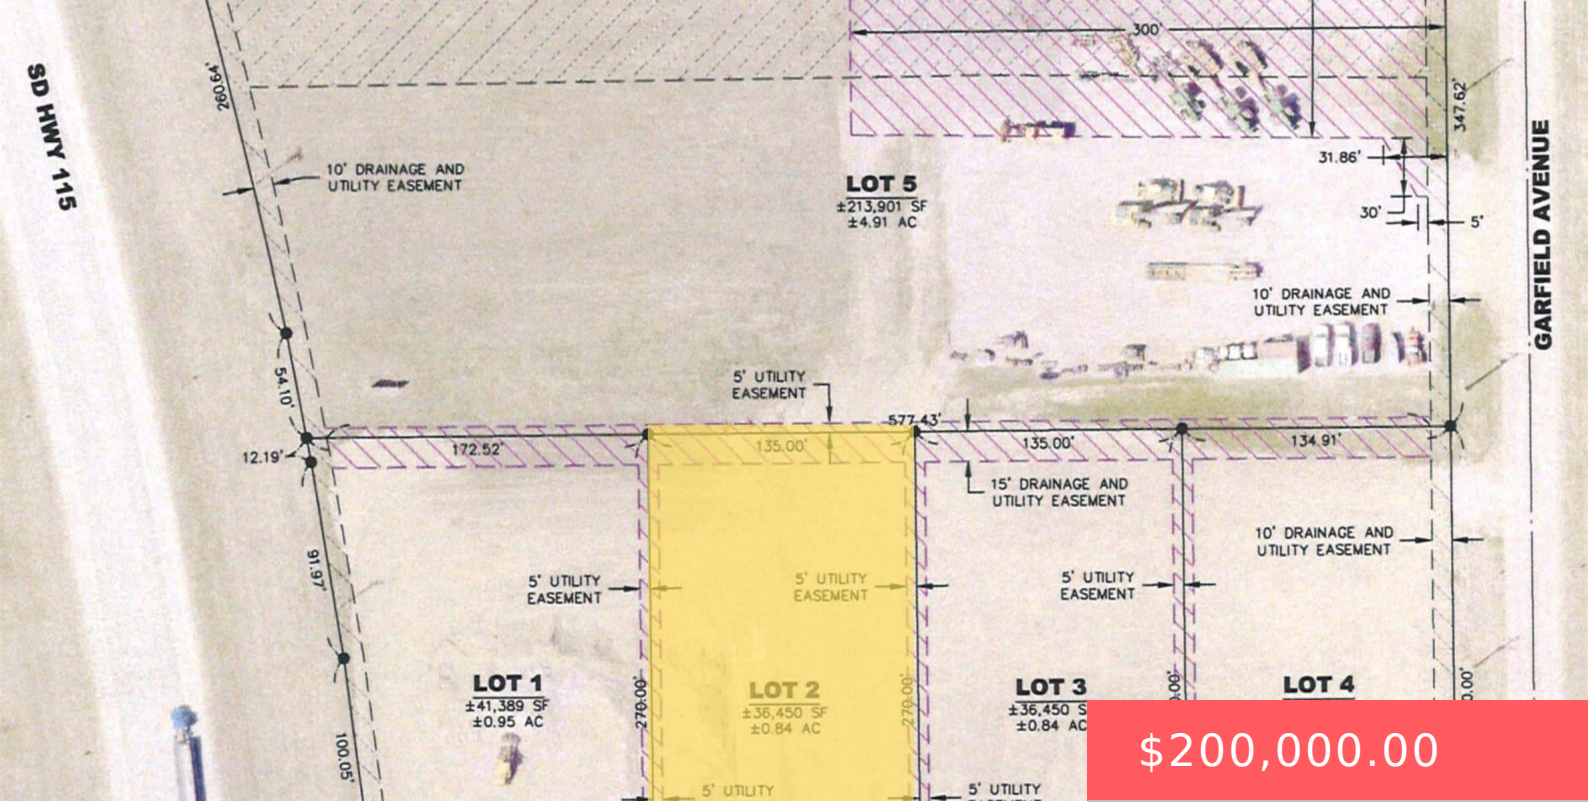 300'
260.64'
SD HWY 115
347.62'
10' DRAINAGE AND
UTILITY EASEMENT
31.86'
LOT 5
±213,901 SF
±4.91 AC
30'
5'
GARFIELD AVENUE
10' DRAINAGE AND
UTILITY EASEMENT
54.10'
5' UTILITY
EASEMENT
577.43'
12.19'
172.52'
135.00'
135.00'
134.91'
15' DRAINAGE AND
UTILITY EASEMENT
10' DRAINAGE AND
UTILITY EASEMENT
91.97'
5' UTILITY
EASEMENT
5' UTILITY
EASEMENT
5' UTILITY
EASEMENT
LOT 1
±41,389 SF
±0.95 AC
270.00'
LOT 2
±36,450 SF
±0.84 AC
270.00'
LOT 3
±36,450 S
±0.84 AC
LOT 4
100.05'
5' UTILITY
5' UTILITY
$200,000.00